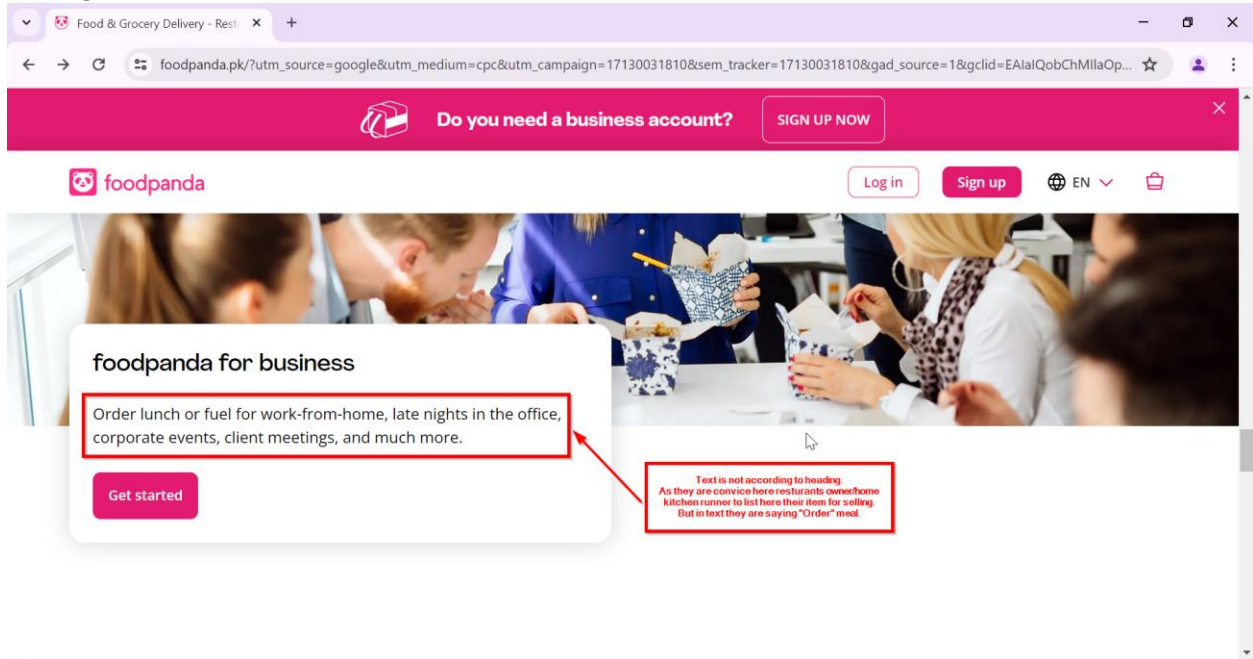 Food & Grocery Delivery - Rest
foodpanda.pk/?utm_source=google&utm_medium=cpc&utm_campaign=17130031810&sem_tracker=17130031810&gad_source=1&gclid=EAIaIQobChMIlaOp...
Do you need a business account?
SIGN UP NOW
foodpanda
Log in
Sign up
EN
foodpanda for business
Order lunch or fuel for work-from-home, late nights in the office,
corporate events, client meetings, and much more.
Get started
Text is not according to heading.
As they are convice here resturants owner/home
kitchen runner to list here their item for selling.
But in text they are saying "Order" meal.